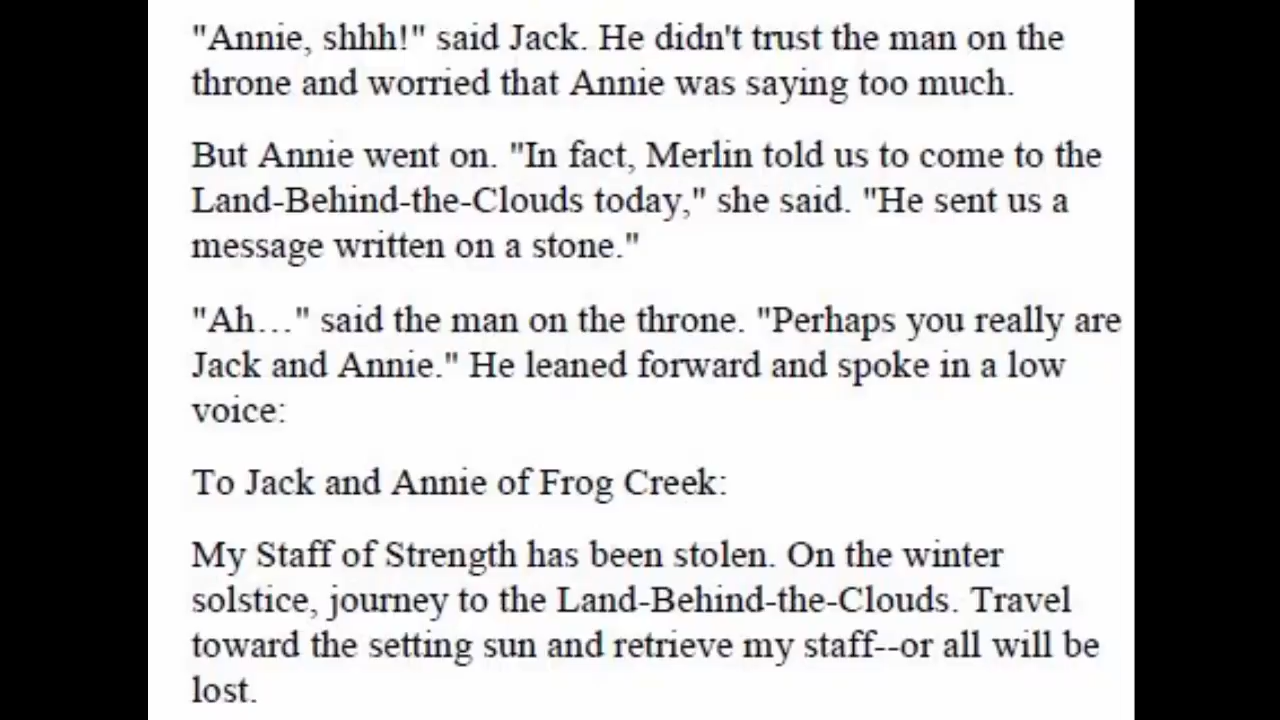 "Annie, shhh!" said Jack. He didn't trust the man on the
throne and worried that Annie was saying too much.
But Annie went on. "In fact, Merlin told us to come to the
Land-Behind-the-Clouds today," she said. "He sent us a
message written on a stone."
"Ah…" said the man on the throne. "Perhaps you really are
Jack and Annie." He leaned forward and spoke in a low
voice:
To Jack and Annie of Frog Creek:
My Staff of Strength has been stolen. On the winter
solstice, journey to the Land-Behind-the-Clouds. Travel
toward the setting sun and retrieve my staff--or all will be
lost.